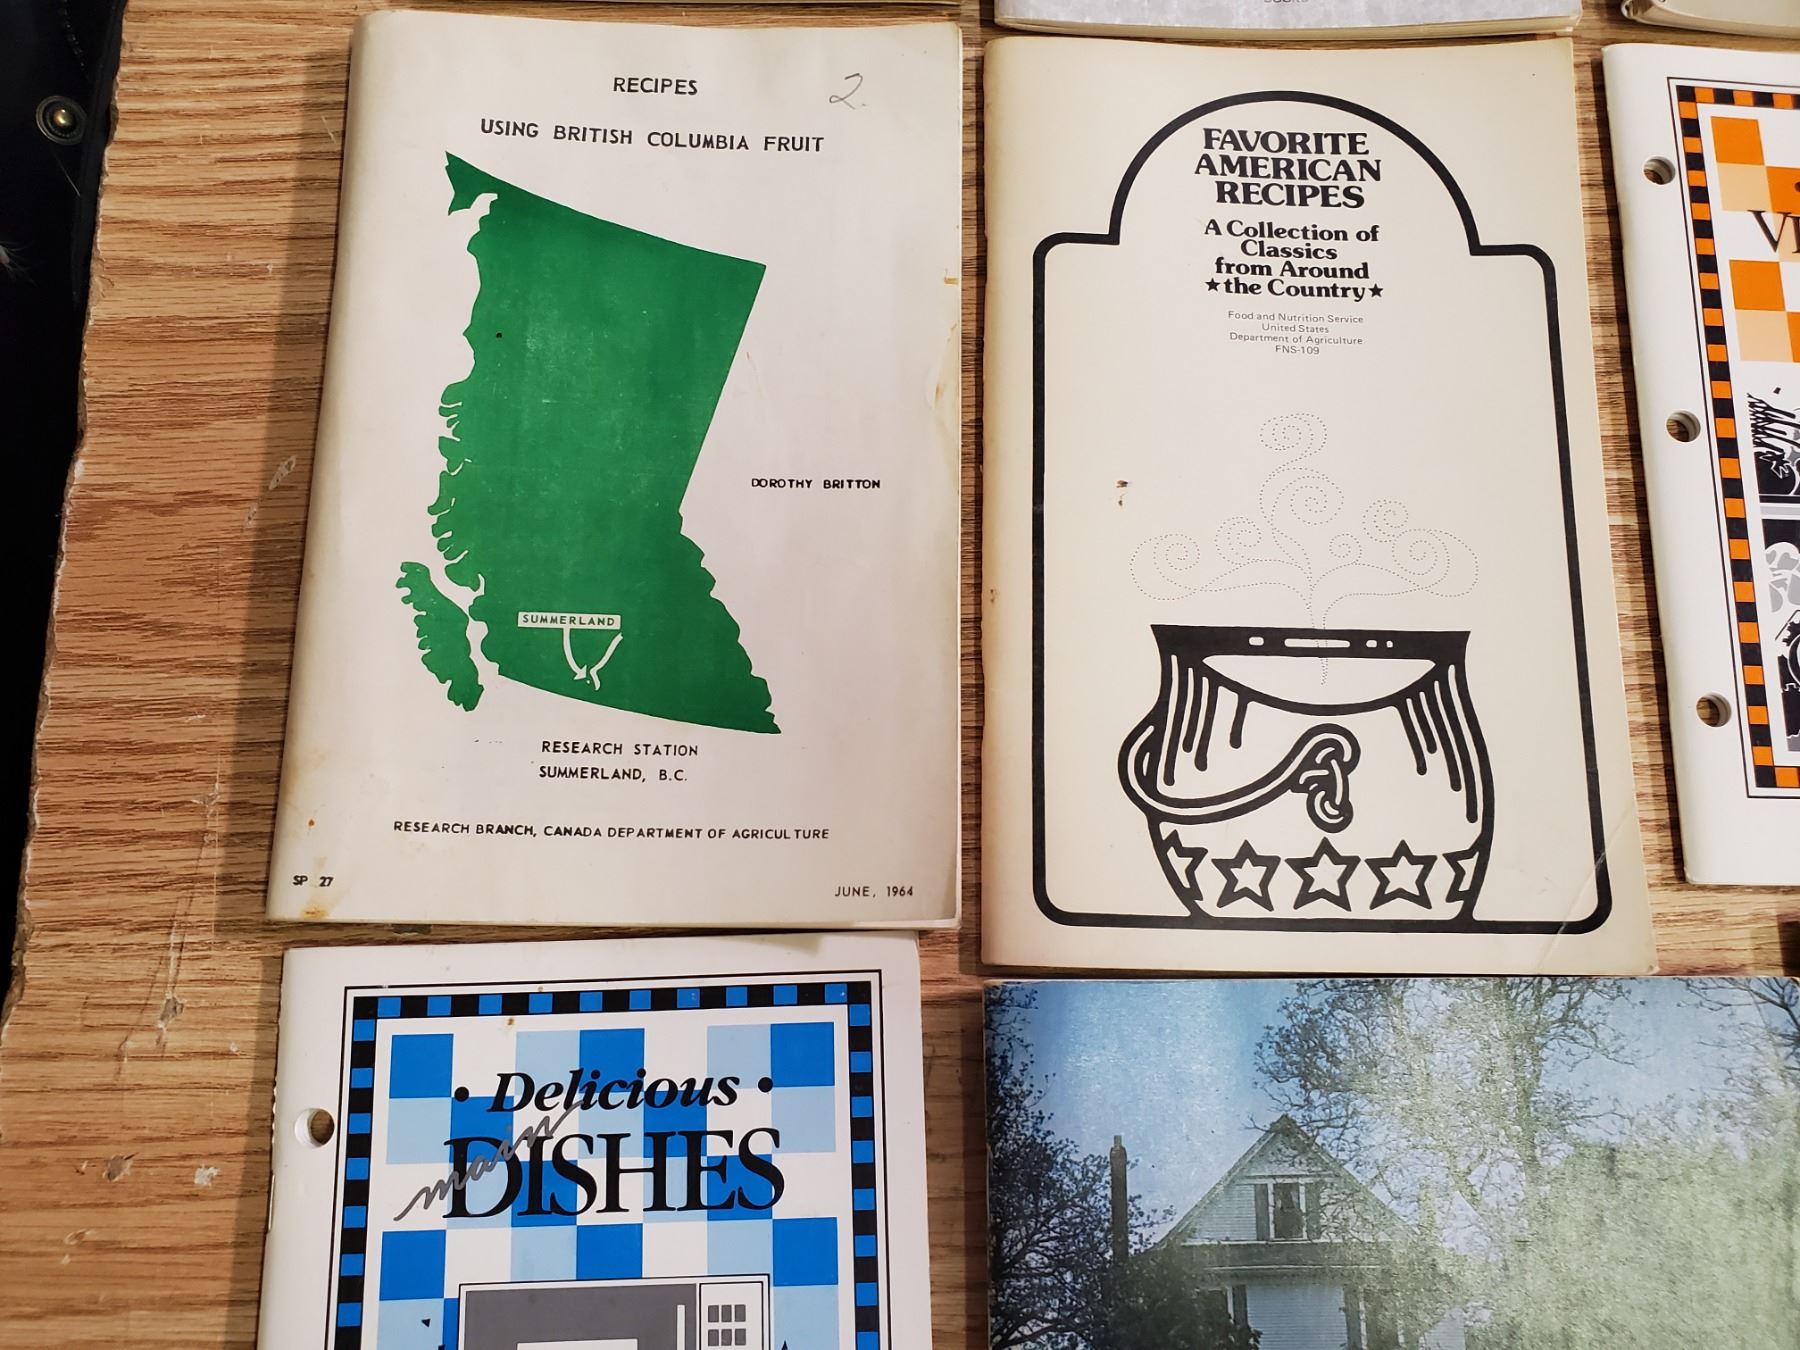 RECIPES
2.
USING BRITISH COLUMBIA FRUIT
DOROTHY BRITTON
SUMMERLAND
RESEARCH STATION
SUMMERLAND, B.C.
RESEARCH BRANCH, CANADA DEPARTMENT OF AGRICULTURE
SP 27
JUNE, 1964
FAVORITE
AMERICAN
RECIPES
A Collection of
Classics
from Around
★the Country★
Food and Nutrition Service
United States
Department of Agriculture
FNS-109
• Delicious •
main
DISHES